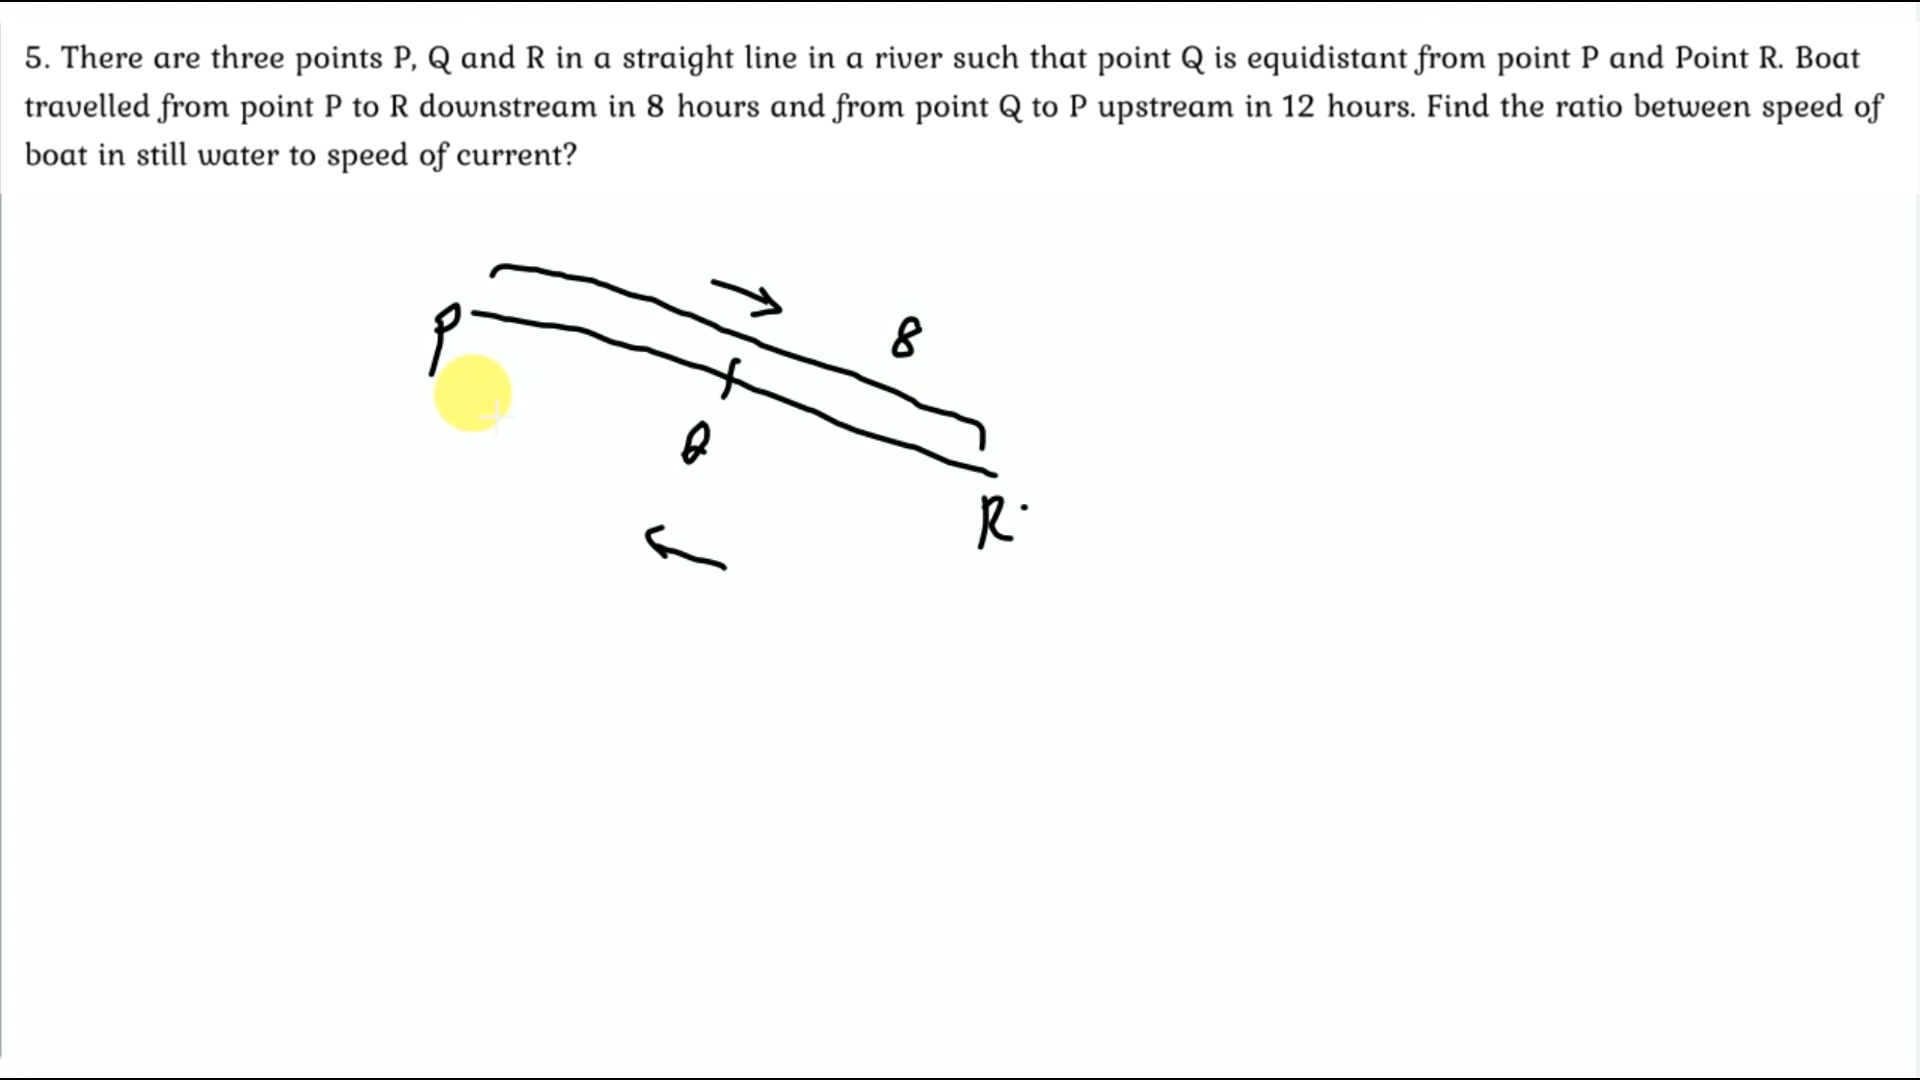 5. There are three points P, Q and R in a straight line in a river such that point Q is equidistant from point P and Point R. Boat
travelled from point P to R downstream in 8 hours and from point Q to P upstream in 12 hours. Find the ratio between speed of
boat in still water to speed of current?
P
8
Q
R